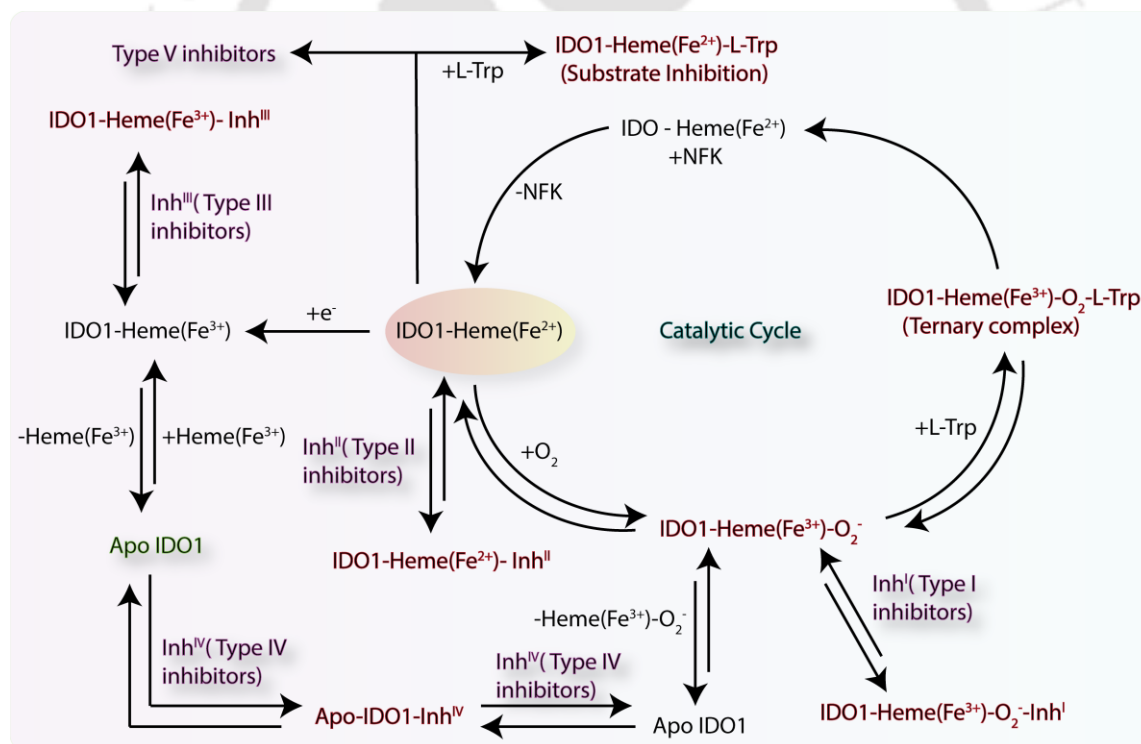 Type V inhibitors
+L-Trp
IDO1-Heme(Fe²⁺)-L-Trp
(Substrate Inhibition)
IDO1-Heme(Fe³⁺)- Inhᴵᴵᴵ
IDO - Heme(Fe²⁺)
+NFK
-NFK
Inhᴵᴵᴵ( Type III
inhibitors)
IDO1-Heme(Fe³⁺)
+e⁻
IDO1-Heme(Fe²⁺)
Catalytic Cycle
IDO1-Heme(Fe³⁺)-O₂-L-Trp
(Ternary complex)
-Heme(Fe³⁺)
+Heme(Fe³⁺)
Inhᴵᴵ( Type II
inhibitors)
+O₂
+L-Trp
Apo IDO1
IDO1-Heme(Fe²⁺)- Inhᴵᴵ
IDO1-Heme(Fe³⁺)-O₂⁻
Inhᴵ( Type I
inhibitors)
-Heme(Fe³⁺)-O₂⁻
Inhᴵⱽ( Type IV
inhibitors)
Inhᴵⱽ( Type IV
inhibitors)
Apo-IDO1-Inhᴵⱽ
Apo IDO1
IDO1-Heme(Fe³⁺)-O₂⁻-Inhᴵ